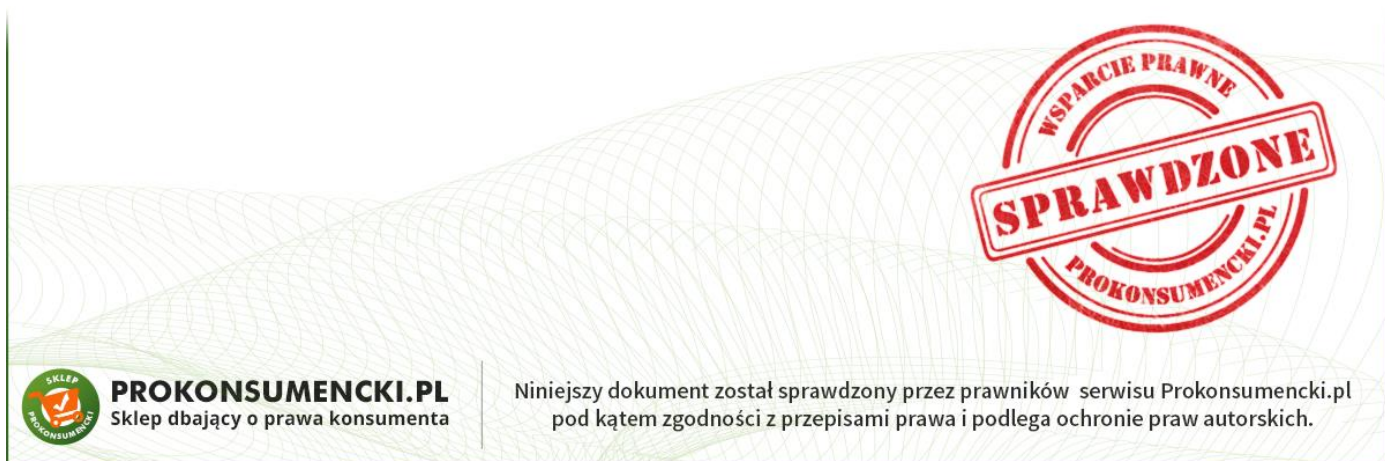 WSPARCIE PRAWNE
SPRAWDZONE
PROKONSUMENCKI.PL
SKLEP
PROKONSUMENCKI
PROKONSUMENCKI.PL
Sklep dbający o prawa konsumenta
Niniejszy dokument został sprawdzony przez prawników serwisu Prokonsumencki.pl
pod kątem zgodności z przepisami prawa i podlega ochronie praw autorskich.